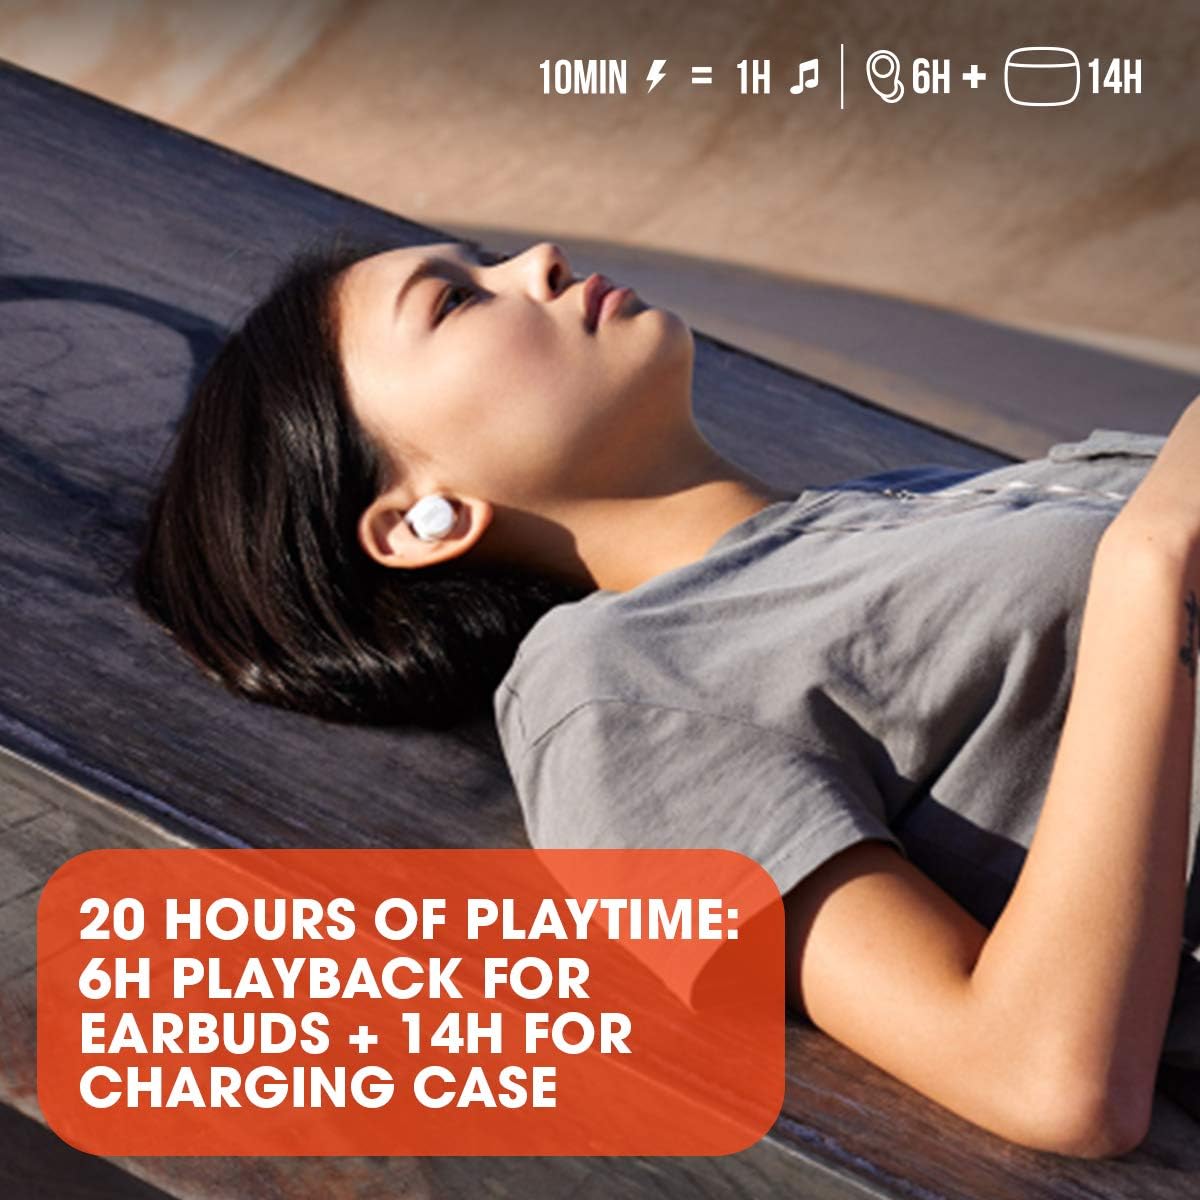 10MIN = 1H | 6H + 14H
20 HOURS OF PLAYTIME:
6H PLAYBACK FOR
EARBUDS + 14H FOR
CHARGING CASE